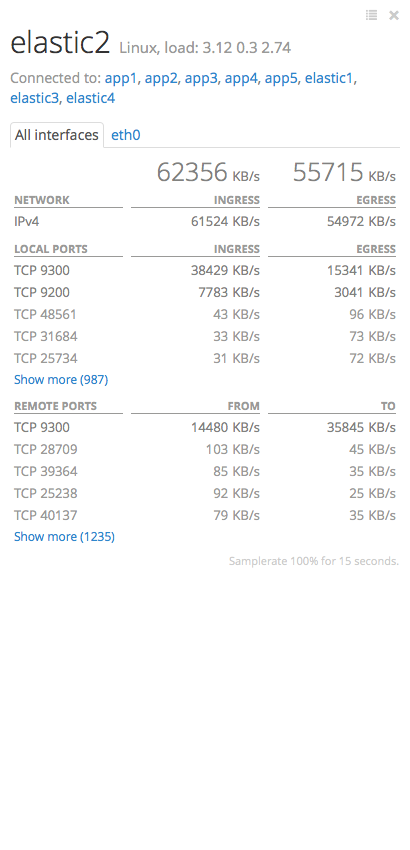 elastic2 Linux, load: 3.12 0.3 2.74
Connected to: app1, app2, app3, app4, app5, elastic1,
elastic3, elastic4
All interfaces eth0
62356 KB/s 55715 KB/s
NETWORK INGRESS EGRESS
IPv4 61524 KB/s 54972 KB/s
LOCAL PORTS INGRESS EGRESS
TCP 9300 38429 KB/s 15341 KB/s
TCP 9200 7783 KB/s 3041 KB/s
TCP 48561 43 KB/s 96 KB/s
TCP 31684 33 KB/s 73 KB/s
TCP 25734 31 KB/s 72 KB/s
Show more (987)
REMOTE PORTS FROM TO
TCP 9300 14480 KB/s 35845 KB/s
TCP 28709 103 KB/s 45 KB/s
TCP 39364 85 KB/s 35 KB/s
TCP 25238 92 KB/s 25 KB/s
TCP 40137 79 KB/s 35 KB/s
Show more (1235)
Samplerate 100% for 15 seconds.